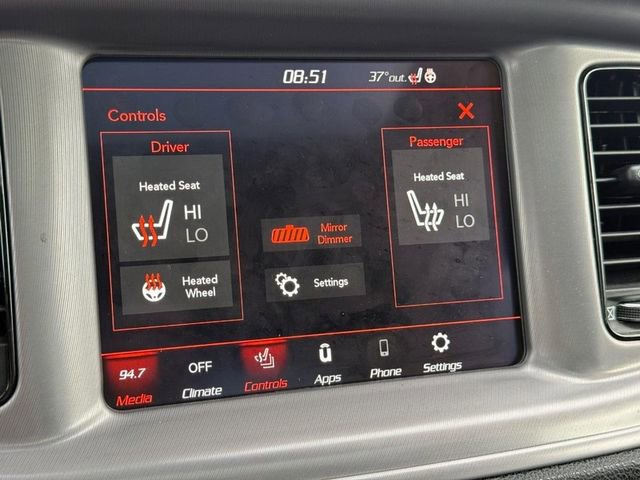 08:51 37°out.
Controls
Driver
Heated Seat
HI
LO
Heated
Wheel
Mirror
Dimmer
Settings
Passenger
Heated Seat
HI
LO
94.7
Media
OFF
Climate
Controls
Apps
Phone
Settings